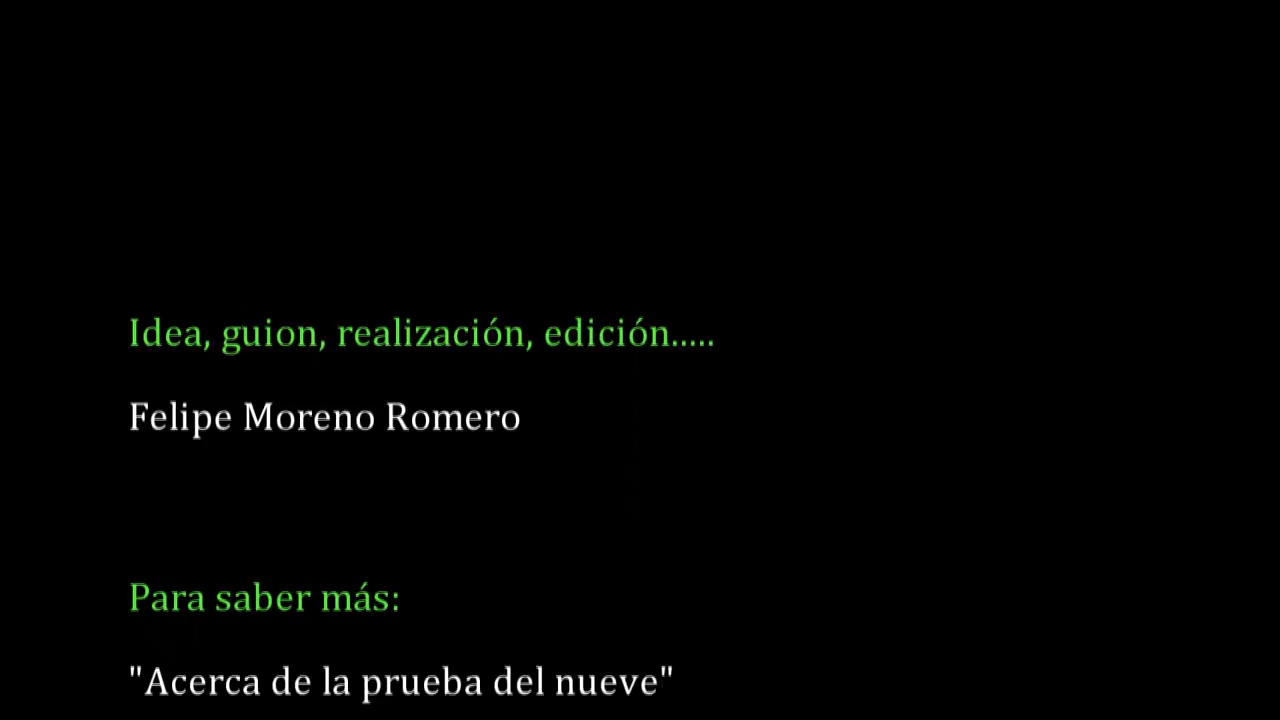 Idea, guion, realización, edición.....
Felipe Moreno Romero
Para saber más:
"Acerca de la prueba del nueve"